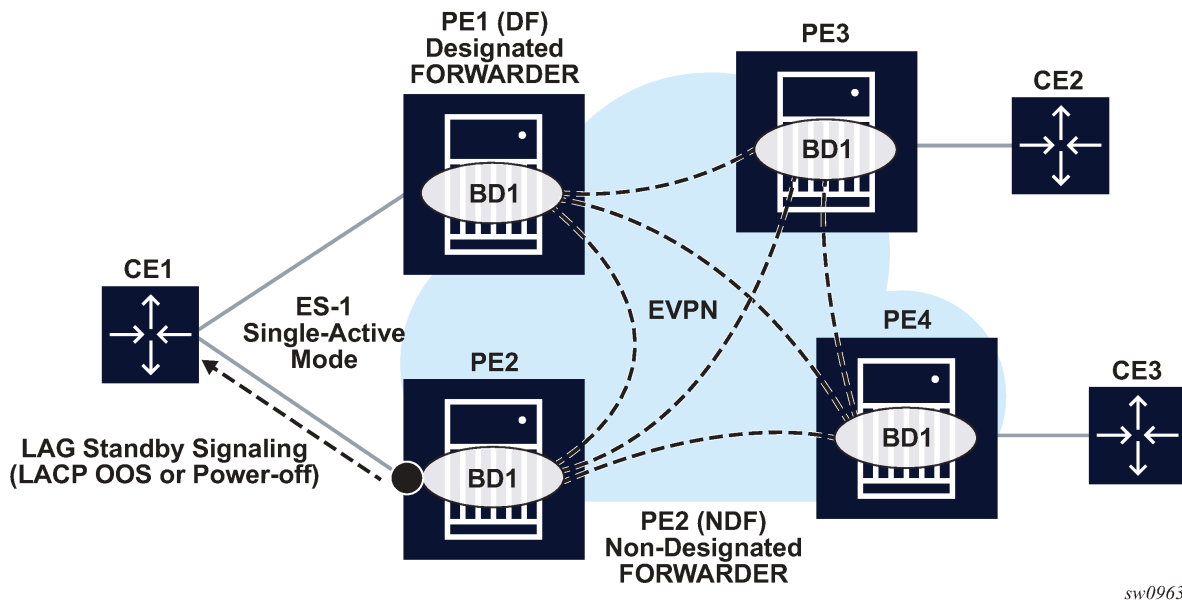 PE1 (DF)
Designated
FORWARDER
BD1
PE3
BD1
CE2
CE1
ES-1
Single-Active
Mode
EVPN
PE2
BD1
PE4
BD1
CE3
LAG Standby Signaling
(LACP OOS or Power-off)
PE2 (NDF)
Non-Designated
FORWARDER
sw0963